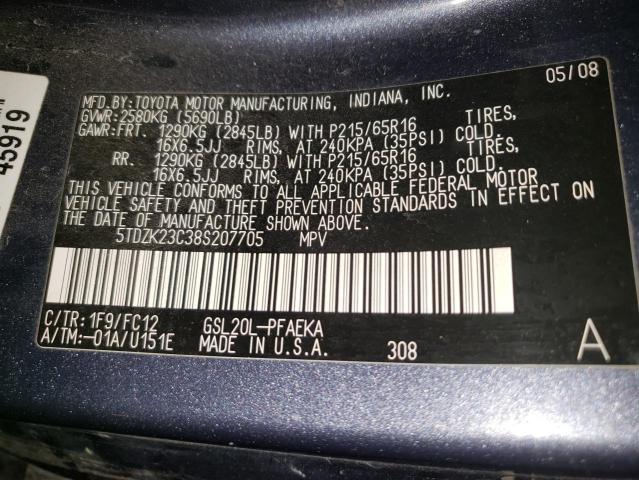 05/08
MFD.BY:TOYOTA MOTOR MANUFACTURING, INDIANA, INC.
GVWR:2580KG (5690LB)
GAWR:FRT. 1290KG (2845LB) WITH P215/65R16 TIRES,
16X6.5JJ RIMS, AT 240KPA (35PSI) COLD.
RR. 1290KG (2845LB) WITH P215/65R16 TIRES,
16X6.5JJ RIMS, AT 240KPA (35PSI) COLD.
THIS VEHICLE CONFORMS TO ALL APPLICABLE FEDERAL MOTOR
VEHICLE SAFETY AND THEFT PREVENTION STANDARDS IN EFFECT ON
THE DATE OF MANUFACTURE SHOWN ABOVE.
5TDZK23C38S207705 MPV
C/TR:1F9/FC12 GSL20L-PFAEKA
A/TM:-01A/U151E MADE IN U.S.A. 308 A
45919